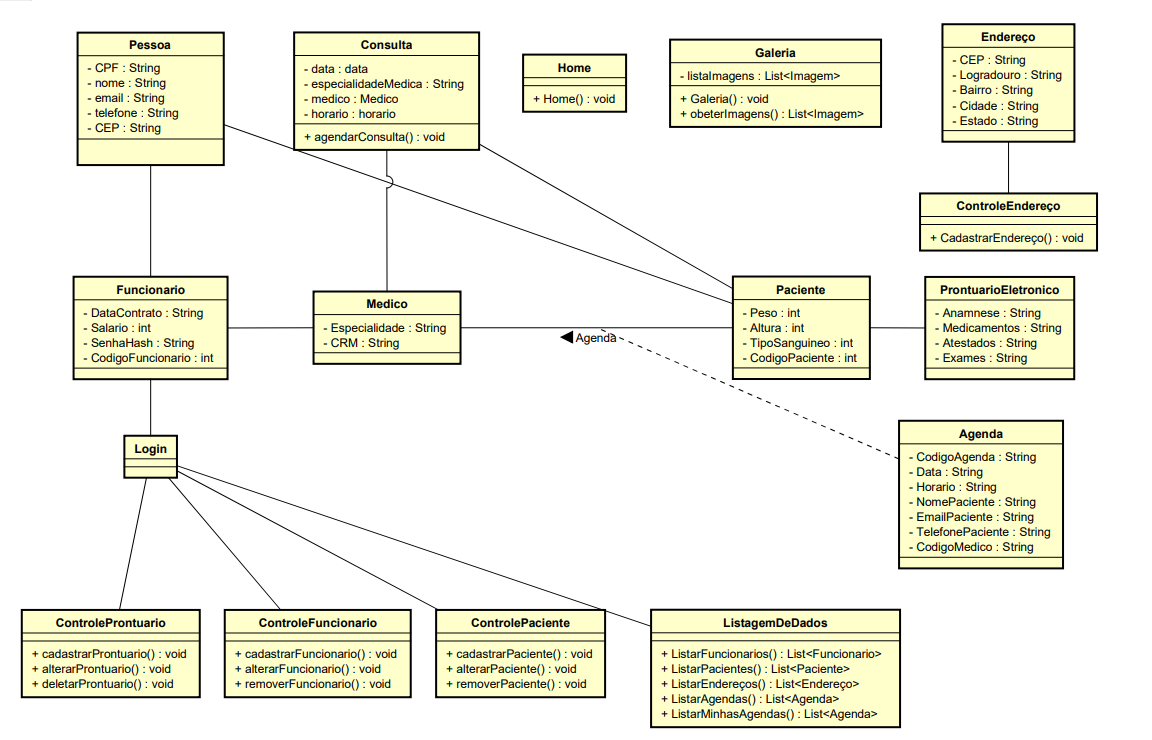 Pessoa
- CPF : String
- nome : String
- email : String
- telefone : String
- CEP : String
Consulta
- data : data
- especialidadeMedica : String
- medico : Medico
- horario : horario
+ agendarConsulta() : void
Home
+ Home() : void
Galeria
- listaImagens : List<Imagem>
+ Galeria() : void
+ obeterImagens() : List<Imagem>
Endereço
- CEP : String
- Logradouro : String
- Bairro : String
- Cidade : String
- Estado : String
ControleEndereço
+ CadastrarEndereço() : void
Funcionario
- DataContrato : String
- Salario : int
- SenhaHash : String
- CodigoFuncionario : int
Medico
- Especialidade : String
- CRM : String
Agenda
Paciente
- Peso : int
- Altura : int
- TipoSanguineo : int
- CodigoPaciente : int
ProntuarioEletronico
- Anamnese : String
- Medicamentos : String
- Atestados : String
- Exames : String
Login
Agenda
- CodigoAgenda : String
- Data : String
- Horario : String
- NomePaciente : String
- EmailPaciente : String
- TelefonePaciente : String
- CodigoMedico : String
ControleProntuario
+ cadastrarProntuario() : void
+ alterarProntuario() : void
+ deletarProntuario() : void
ControleFuncionario
+ cadastrarFuncionario() : void
+ alterarFuncionario() : void
+ removerFuncionario() : void
ControlePaciente
+ cadastrarPaciente() : void
+ alterarPaciente() : void
+ removerPaciente() : void
ListagemDeDados
+ ListarFuncionarios() : List<Funcionario>
+ ListarPacientes() : List<Paciente>
+ ListarEndereços() : List<Endereço>
+ ListarAgendas() : List<Agenda>
+ ListarMinhasAgendas() : List<Agenda>